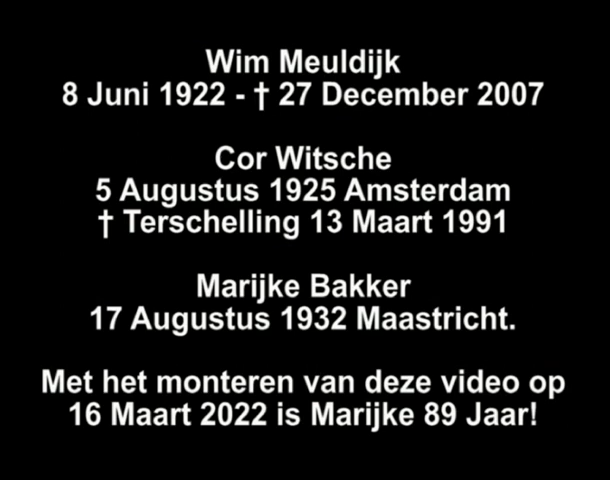 Wim Meuldijk
8 Juni 1922 - † 27 December 2007
Cor Witsche
5 Augustus 1925 Amsterdam
† Terschelling 13 Maart 1991
Marijke Bakker
17 Augustus 1932 Maastricht.
Met het monteren van deze video op
16 Maart 2022 is Marijke 89 Jaar!